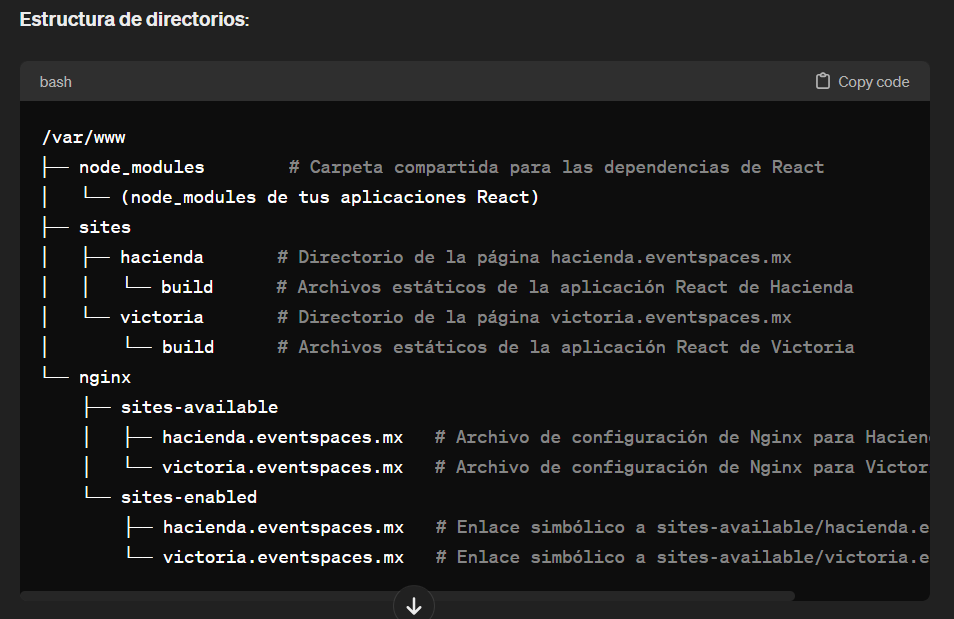 Estructura de directorios:
bash
Copy code
/var/www
├── node_modules        # Carpeta compartida para las dependencias de React
│   └── (node_modules de tus aplicaciones React)
├── sites
│   ├── hacienda       # Directorio de la página hacienda.eventspaces.mx
│   │   └── build      # Archivos estáticos de la aplicación React de Hacienda
│   └── victoria       # Directorio de la página victoria.eventspaces.mx
│       └── build      # Archivos estáticos de la aplicación React de Victoria
└── nginx
    ├── sites-available
    │   ├── hacienda.eventspaces.mx   # Archivo de configuración de Nginx para Hacien
    │   └── victoria.eventspaces.mx   # Archivo de configuración de Nginx para Victor
    └── sites-enabled
        ├── hacienda.eventspaces.mx   # Enlace simbólico a sites-available/hacienda.e
        └── victoria.eventspaces.mx   # Enlace simbólico a sites-available/victoria.e